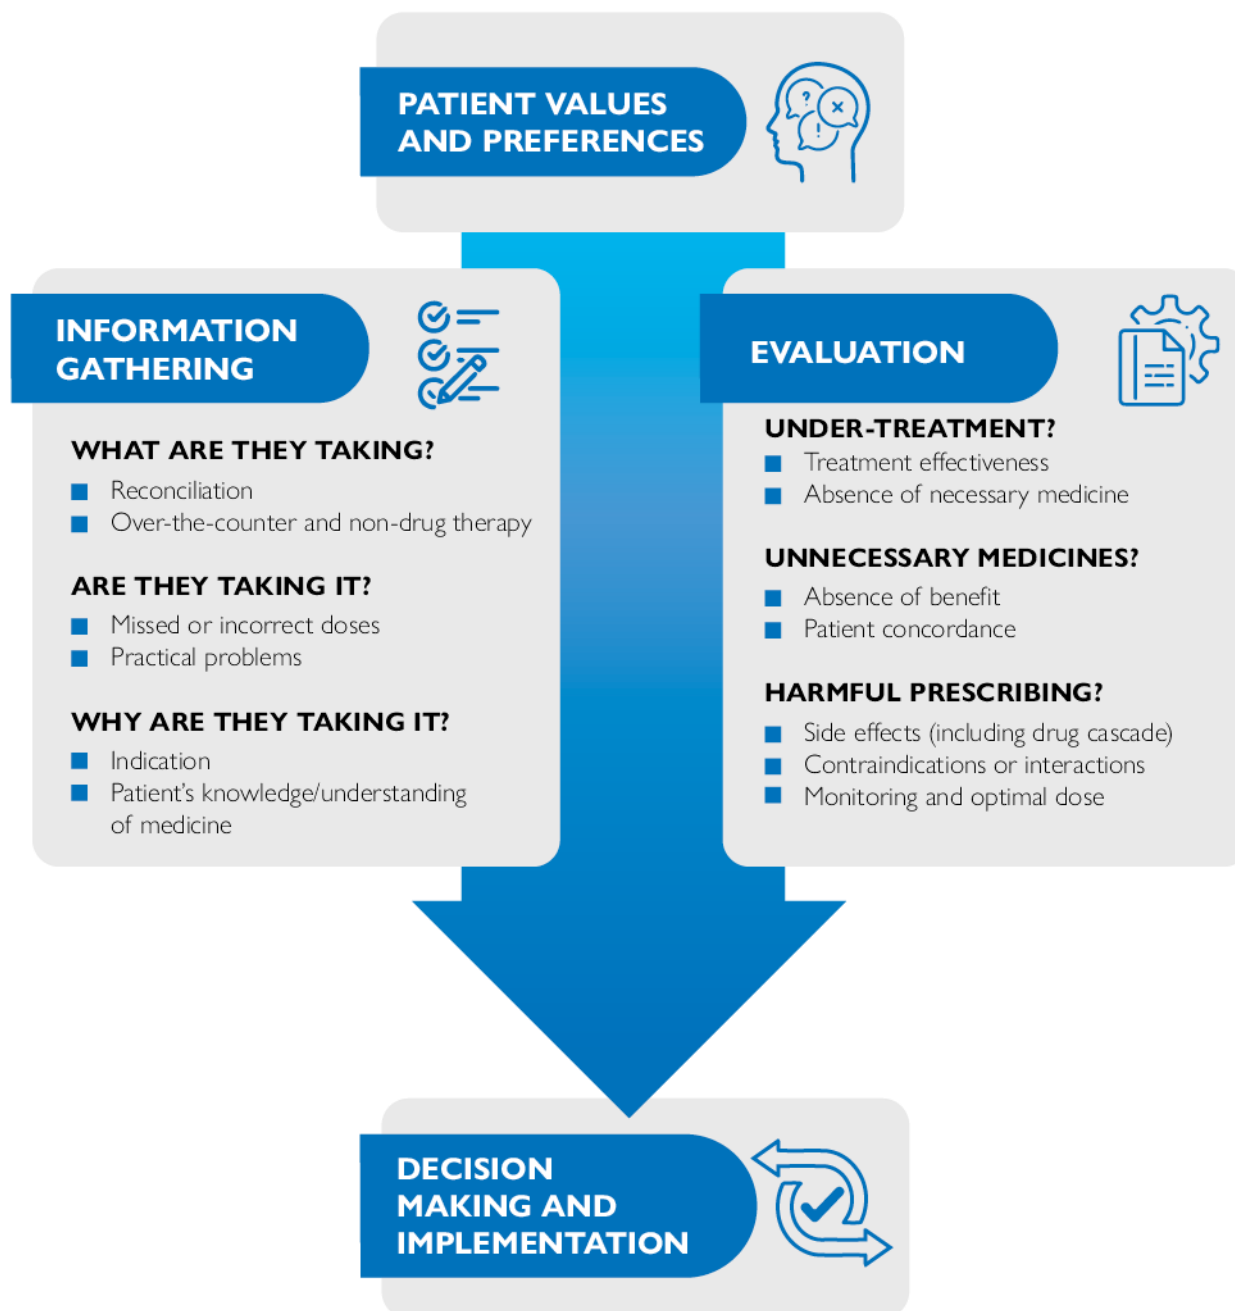 PATIENT VALUES
AND PREFERENCES
INFORMATION
GATHERING
WHAT ARE THEY TAKING?
Reconciliation
Over-the-counter and non-drug therapy
ARE THEY TAKING IT?
Missed or incorrect doses
Practical problems
WHY ARE THEY TAKING IT?
Indication
Patient’s knowledge/understanding
of medicine
EVALUATION
UNDER-TREATMENT?
Treatment effectiveness
Absence of necessary medicine
UNNECESSARY MEDICINES?
Absence of benefit
Patient concordance
HARMFUL PRESCRIBING?
Side effects (including drug cascade)
Contraindications or interactions
Monitoring and optimal dose
DECISION
MAKING AND
IMPLEMENTATION